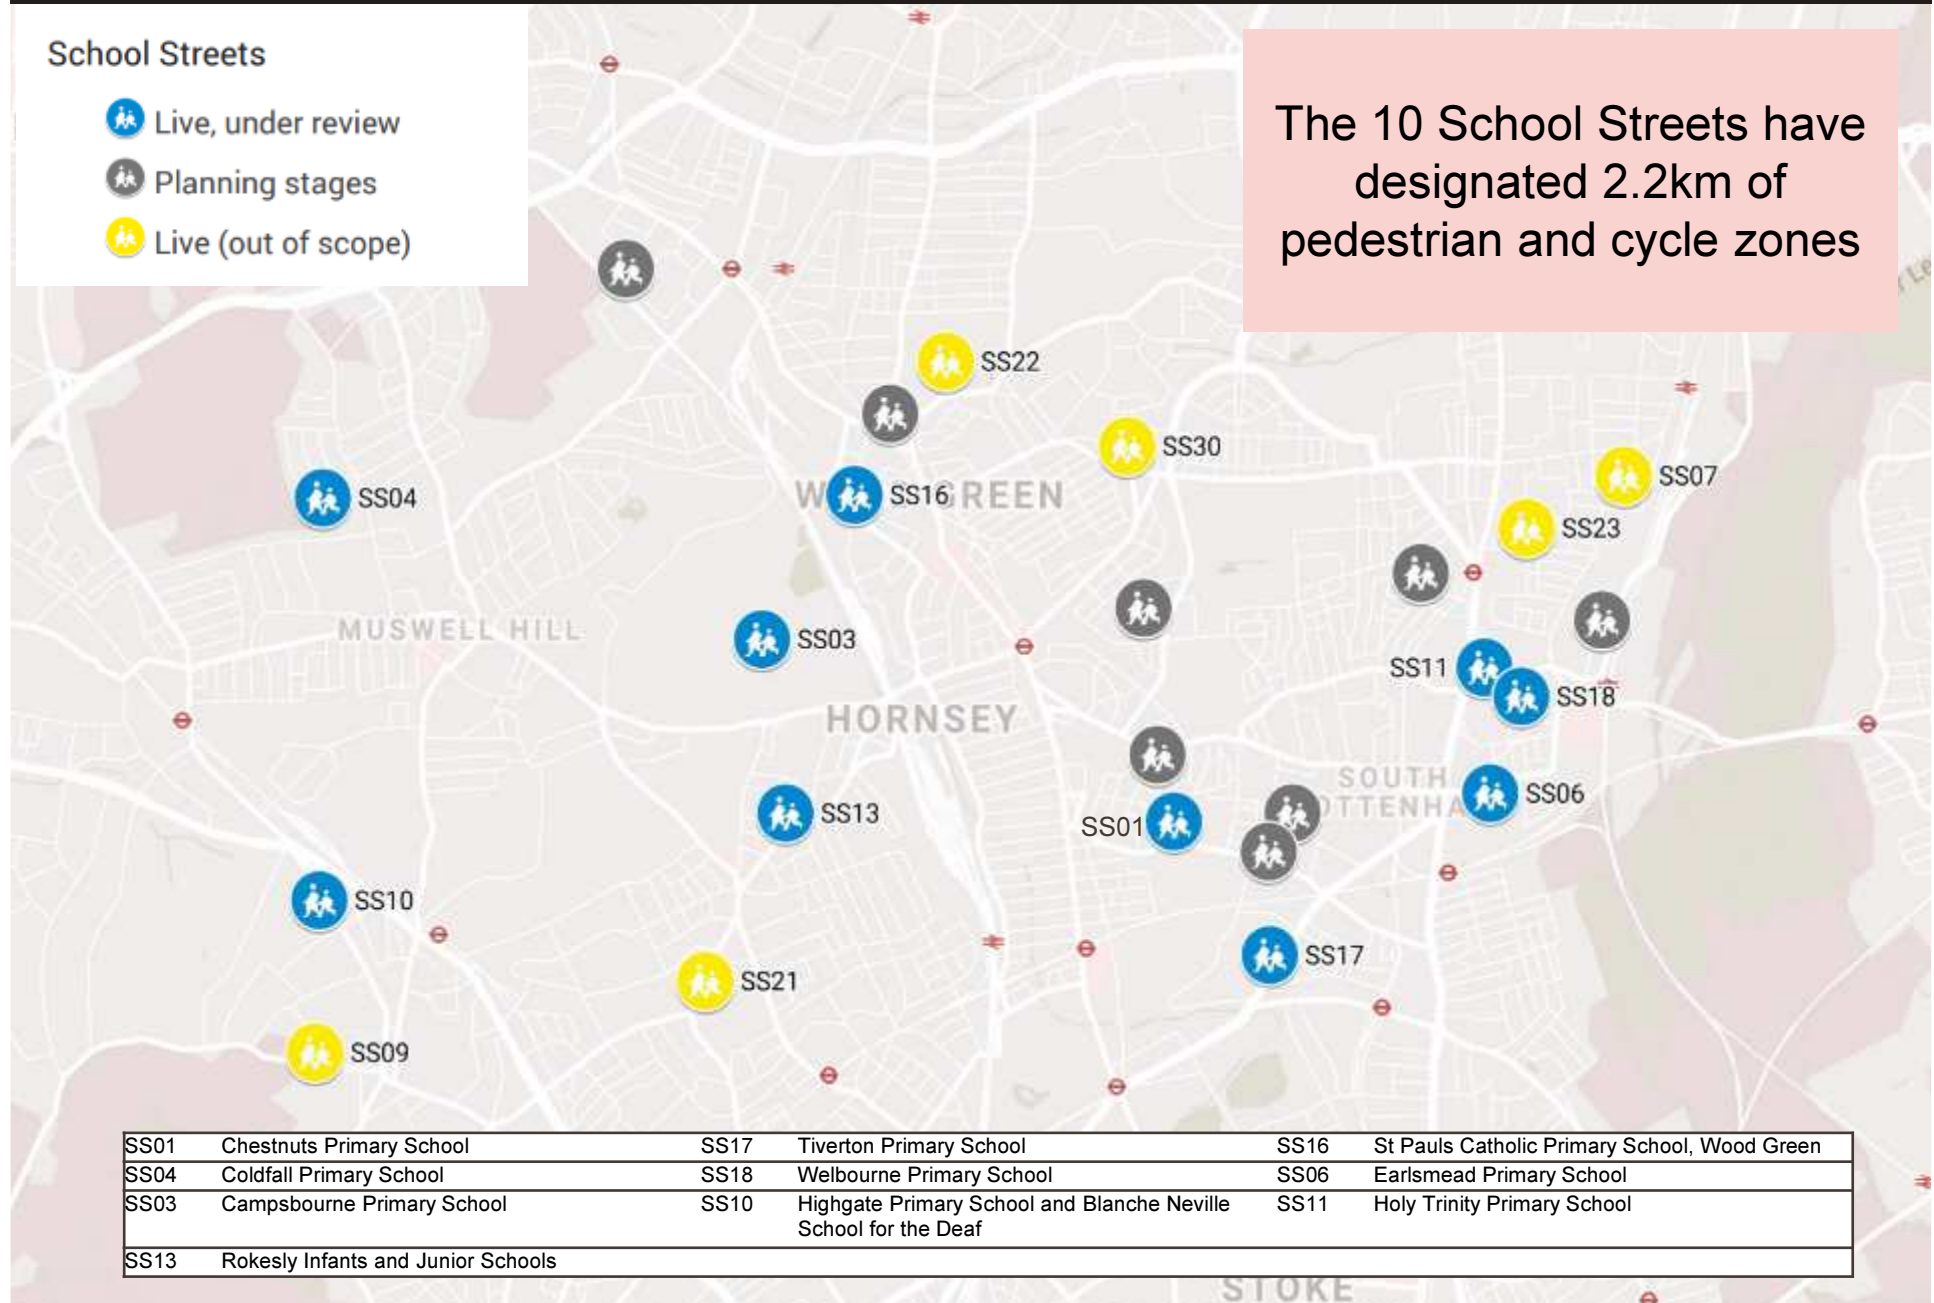 School Streets
Live, under review
Planning stages
Live (out of scope)
The 10 School Streets have
designated 2.2km of
pedestrian and cycle zones
SS22
SS30
SS07
SS04
SS16
GREEN
SS23
MUSWELL HILL
SS03
SS11
SS18
HORNSEY
SOUTH
SS06
SS13
SS01
SS10
SS17
SS21
SS09
SS01 Chestnuts Primary School SS17 Tiverton Primary School SS16 St Pauls Catholic Primary School, Wood Green
SS04 Coldfall Primary School SS18 Welbourne Primary School SS06 Earlsmead Primary School
SS03 Campsbourne Primary School SS10 Highgate Primary School and Blanche Neville SS11 Holy Trinity Primary School
School for the Deaf
SS13 Rokesly Infants and Junior Schools
STOKE